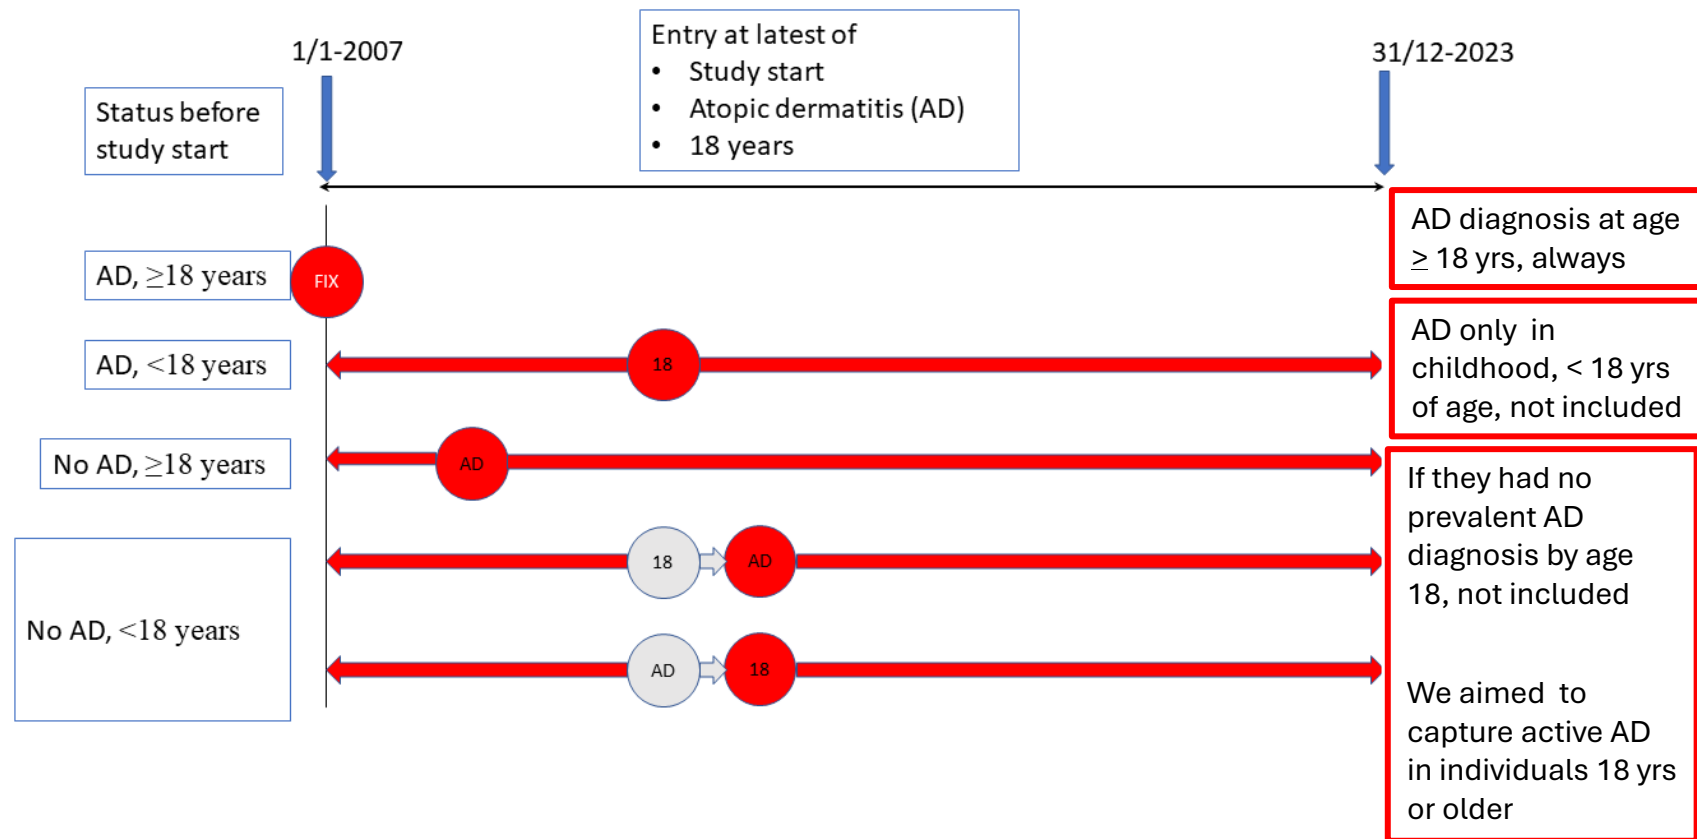 1/1-2007
Entry at latest of
• Study start
• Atopic dermatitis (AD)
• 18 years
31/12-2023
Status before
study start
AD diagnosis at age
≥ 18 yrs, always
AD, ≥18 years
FIX
AD only in
childhood, < 18 yrs
of age, not included
AD, <18 years
18
No AD, ≥18 years
AD
If they had no
prevalent AD
diagnosis by age
18, not included
We aimed to
capture active AD
in individuals 18 yrs
or older
No AD, <18 years
18
AD
AD
18